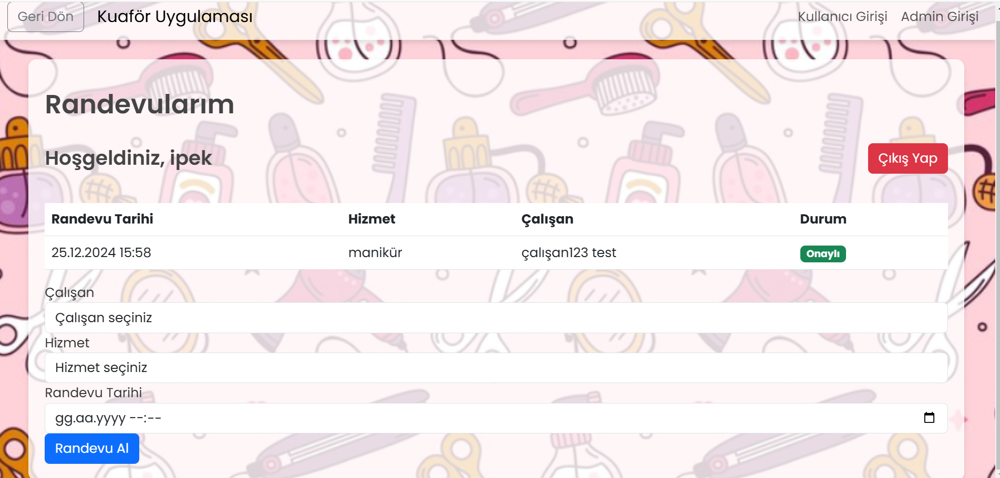 Geri Dön Kuaför Uygulaması Kullanıcı Girişi Admin Girişi
Randevularım
Hoşgeldiniz, ipek Çıkış Yap
Randevu Tarihi Hizmet Çalışan Durum
25.12.2024 15:58 manikür çalışan123 test Onaylı
Çalışan
Çalışan seçiniz
Hizmet
Hizmet seçiniz
Randevu Tarihi
gg.aa.yyyy --:--
Randevu Al